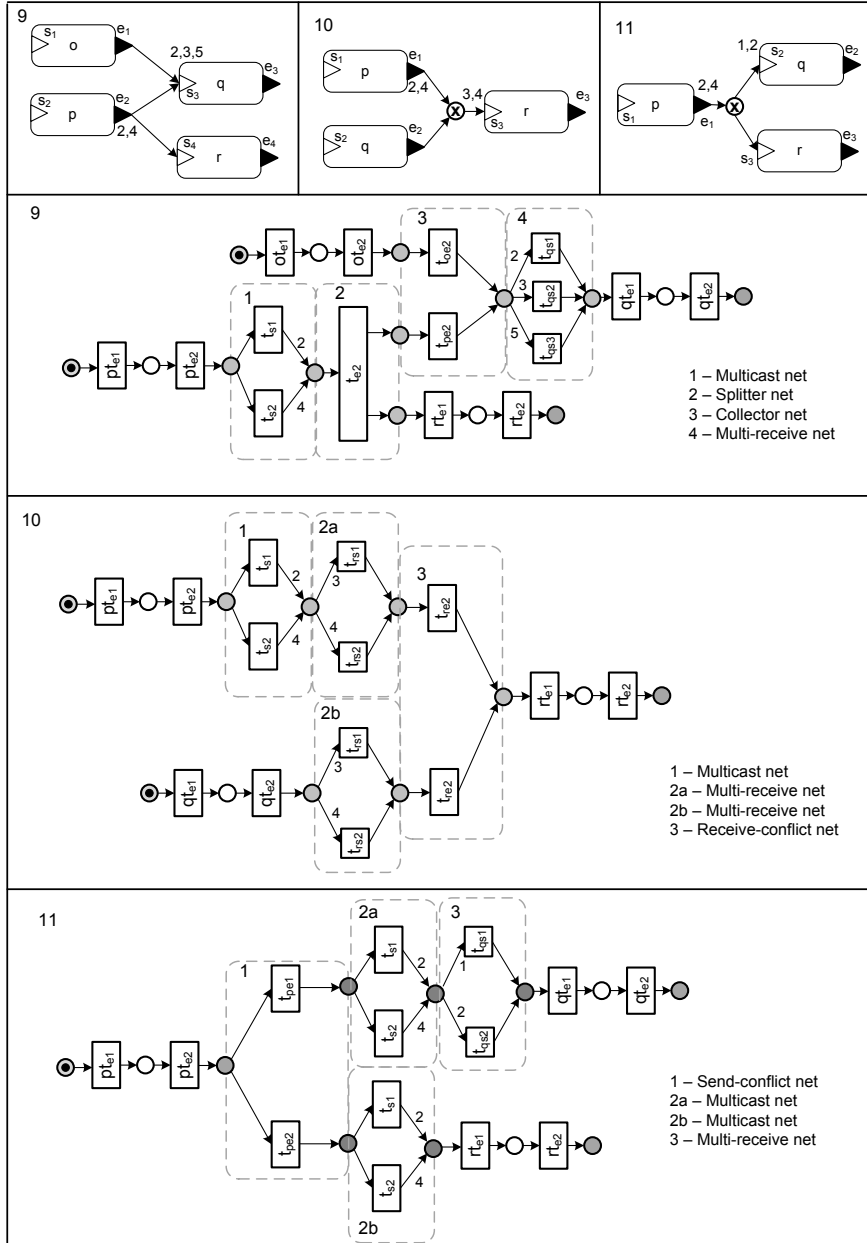 9
s1
o
e1
2,3,5
s3
q
e3
s2
p
e2
2,4
s4
r
e4
10
s1
p
e1
2,4
3,4
X
s3
r
e3
s2
q
e2
11
1,2
s2
q
e2
2,4
p
s1
e1
X
s3
r
e3
9
3
4
ote1
ote2
toe2
2
tqs1
3
tqs2
5
tqs3
qte1
qte2
1
2
pte1
pte2
ts1
2
ts2
4
te2
tpe2
rte1
rte2
1 – Multicast net
2 – Splitter net
3 – Collector net
4 – Multi-receive net
10
1
2a
3
pte1
pte2
ts1
2
ts2
4
trs1
3
4
trs2
tre2
rte1
rte2
2b
qte1
qte2
trs1
3
4
trs2
tre2
1 – Multicast net
2a – Multi-receive net
2b – Multi-receive net
3 – Receive-conflict net
11
2a
3
1
tpe1
ts1
2
ts2
4
tqs1
1
2
tqs2
qte1
qte2
pte1
pte2
tpe2
ts1
2
ts2
4
rte1
rte2
2b
1 – Send-conflict net
2a – Multicast net
2b – Multicast net
3 – Multi-receive net